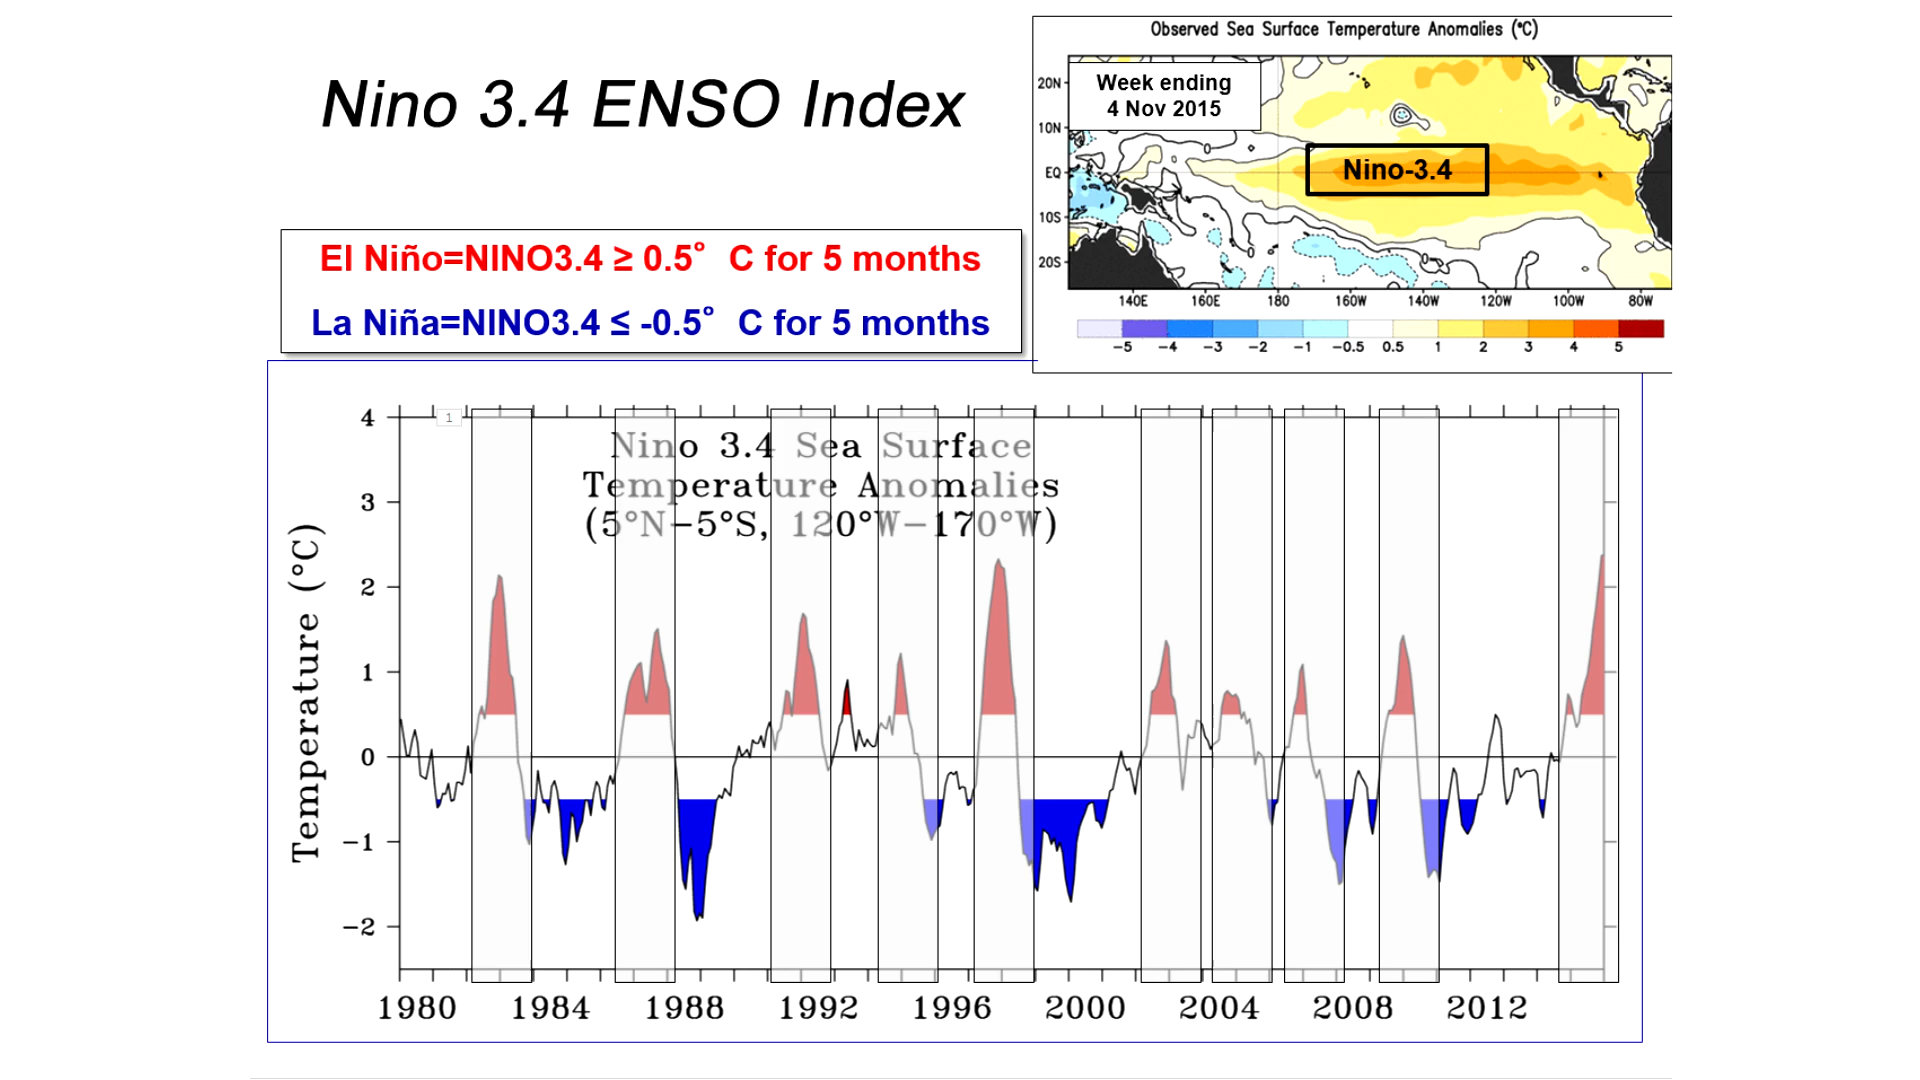 Nino 3.4 ENSO Index
Observed Sea Surface Temperature Anomalies (°C)
Week ending
4 Nov 2015
20N
10N
EQ
10S
20S
Nino-3.4
140E 160E 180 160W 140W 120W 100W 80W
-5 -4 -3 -2 -1 -0.5 0.5 1 2 3 4 5
El Niño=NINO3.4 ≥ 0.5° C for 5 months
La Niña=NINO3.4 ≤ -0.5° C for 5 months
1
Nino 3.4 Sea Surface
Temperature Anomalies
(5°N−5°S, 120°W−170°W)
Temperature (°C)
4
3
2
1
0
−1
−2
1980 1984 1988 1992 1996 2000 2004 2008 2012